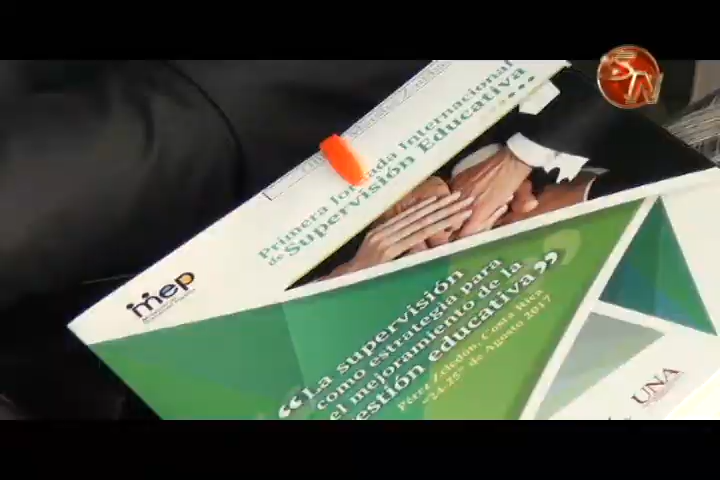 Primera Jornada Internacional
de Supervisión Educativa
mep
“La supervisión
como estrategia para
el mejoramiento de la
gestión educativa”
Pérez Zeledón, Costa Rica
24-25 de Agosto 2017
UNA